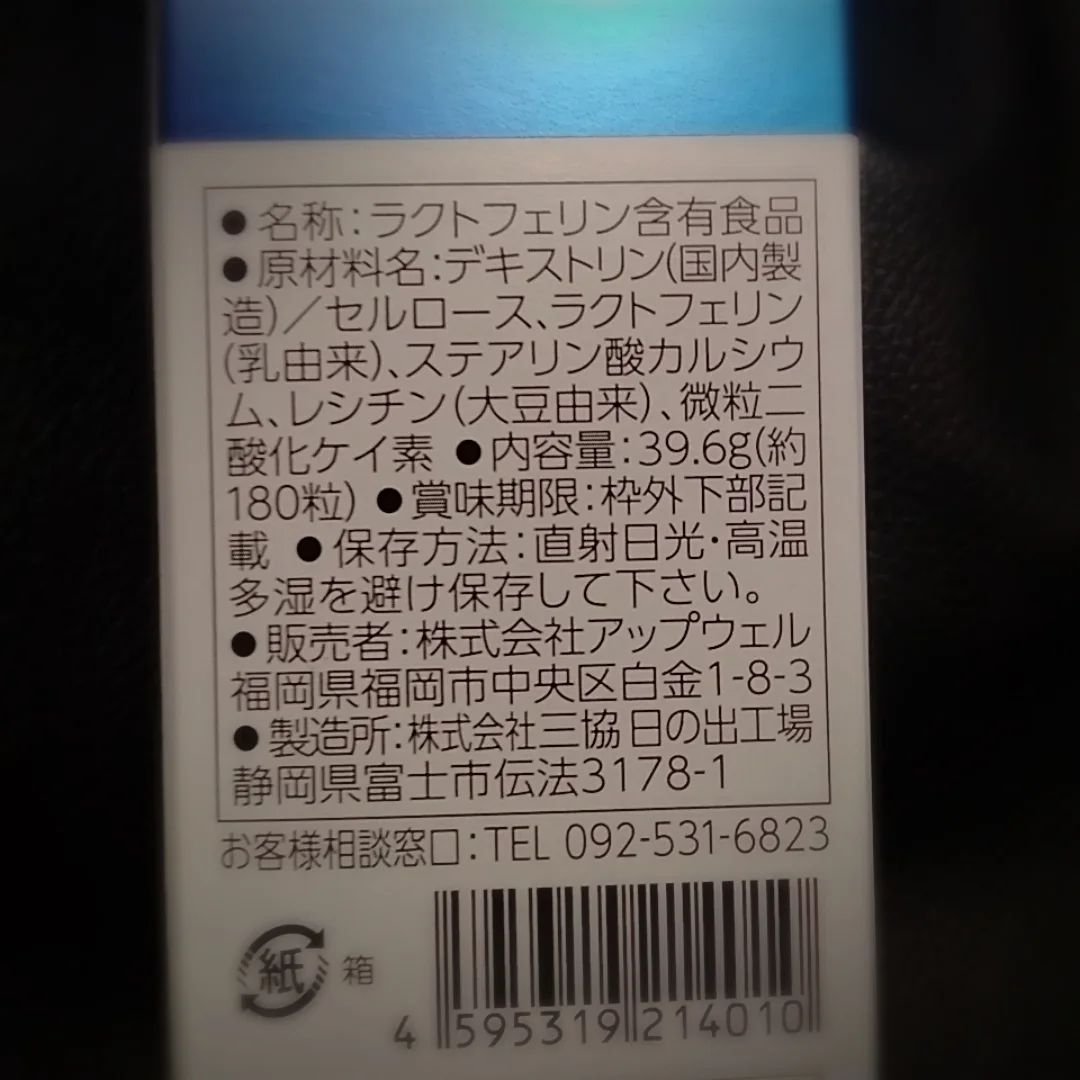 ●名称：ラクトフェリン含有食品
●原材料名：デキストリン(国内製
造)／セルロース、ラクトフェリン
(乳由来)、ステアリン酸カルシウ
ム、レシチン(大豆由来)、微粒二
酸化ケイ素 ●内容量：39.6g(約
180粒) ●賞味期限：枠外下部記
載 ●保存方法：直射日光・高温
多湿を避け保存して下さい。
●販売者：株式会社アップウェル
福岡県福岡市中央区白金1-8-3
●製造所：株式会社三協 日の出工場
静岡県富士市伝法3178-1
お客様相談窓口：TEL 092-531-6823
紙 箱
4 595319 214010